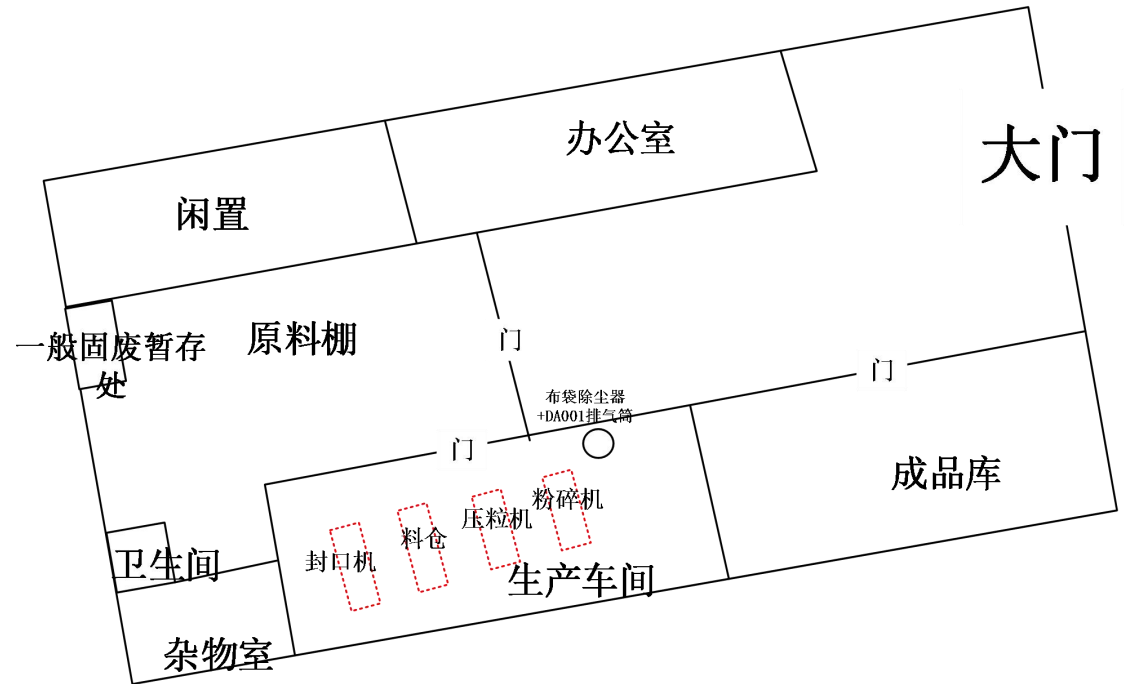 办公室
大门
闲置
一般固废暂存
处
原料棚
门
门
布袋除尘器
+DA001排气筒
门
成品库
粉碎机
压粒机
料仓
封口机
卫生间
生产车间
杂物室